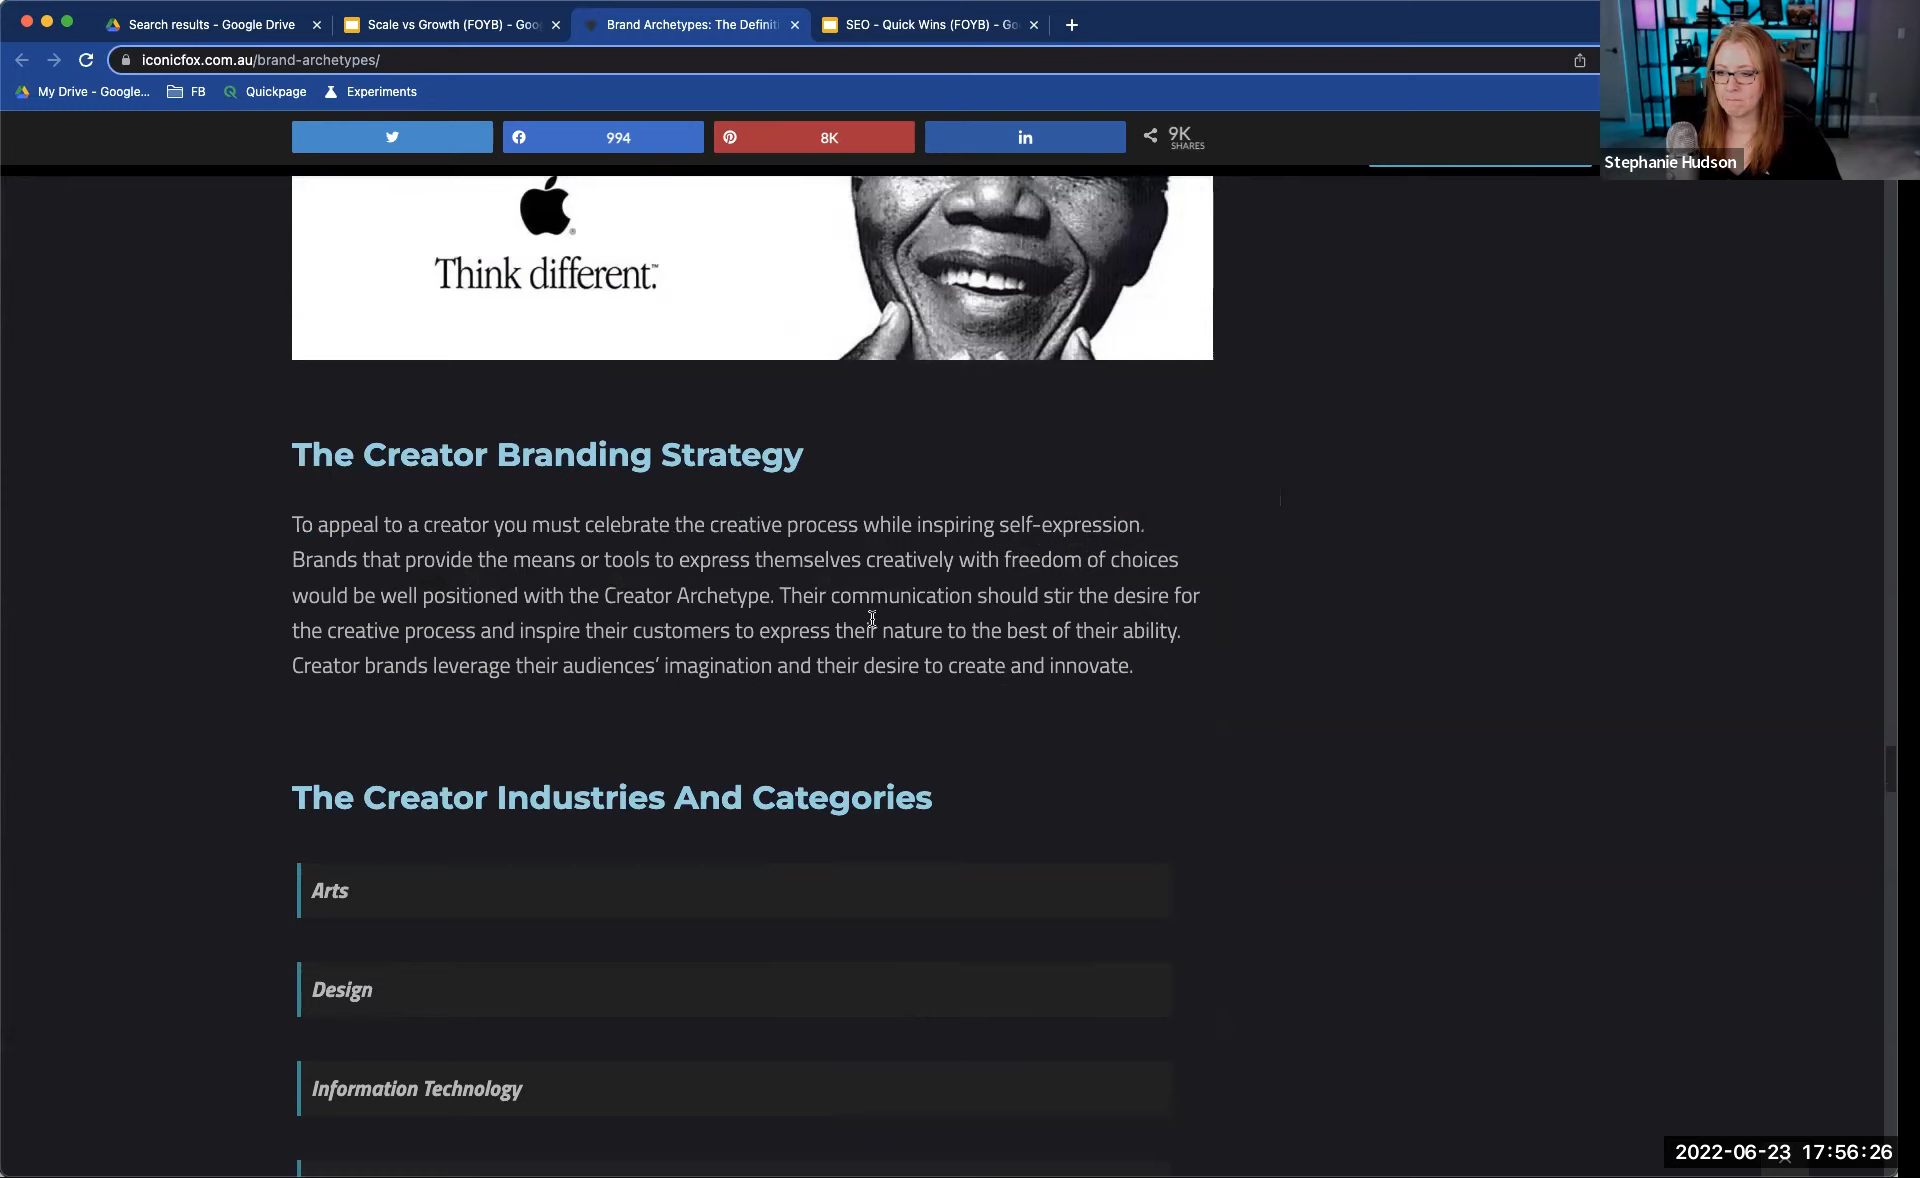 Search results - Google Drive
Scale vs Growth (FOYB) - Goo
Brand Archetypes: The Definit
SEO - Quick Wins (FOYB) - Go
iconicfox.com.au/brand-archetypes/
My Drive - Google...
FB
Quickpage
Experiments
994
8K
in
9K
SHARES
Stephanie Hudson
Think different.™
The Creator Branding Strategy
To appeal to a creator you must celebrate the creative process while inspiring self-expression.
Brands that provide the means or tools to express themselves creatively with freedom of choices
would be well positioned with the Creator Archetype. Their communication should stir the desire for
the creative process and inspire their customers to express their nature to the best of their ability.
Creator brands leverage their audiences’ imagination and their desire to create and innovate.
The Creator Industries And Categories
Arts
Design
Information Technology
2022-06-23 17:56:26